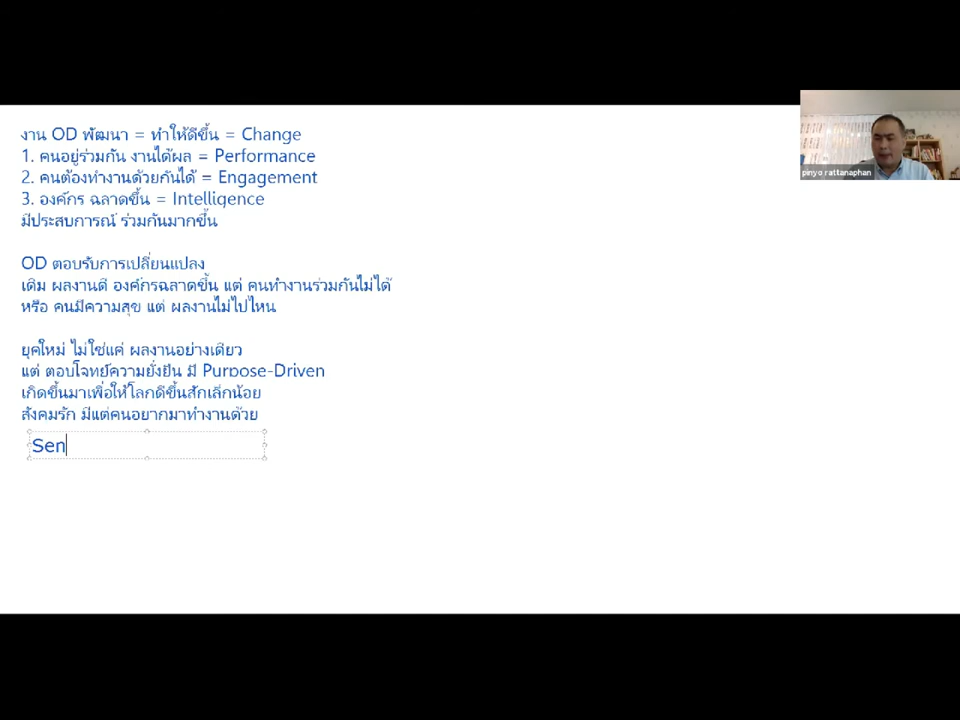 งาน OD พัฒนา = ทำให้ดีขึ้น = Change
1. คนอยู่ร่วมกัน งานได้ผล = Performance
2. คนต้องทำงานด้วยกันได้ = Engagement
3. องค์กร ฉลาดขึ้น = Intelligence
มีประสบการณ์ ร่วมกันมากขึ้น
OD ตอบรับการเปลี่ยนแปลง
เดิม ผลงานดี องค์กรฉลาดขึ้น แต่ คนทำงานร่วมกันไม่ได้
หรือ คนมีความสุข แต่ ผลงานไม่ไปไหน
ยุคใหม่ ไม่ใช่แค่ ผลงานอย่างเดียว
แต่ ตอบโจทย์ความยั่งยืน มี Purpose-Driven
เกิดขึ้นมาเพื่อให้โลกดีขึ้นสักเล็กน้อย
สังคมรัก มีแต่คนอยากมาทำงานด้วย
Sen
pinyo rattanaphan